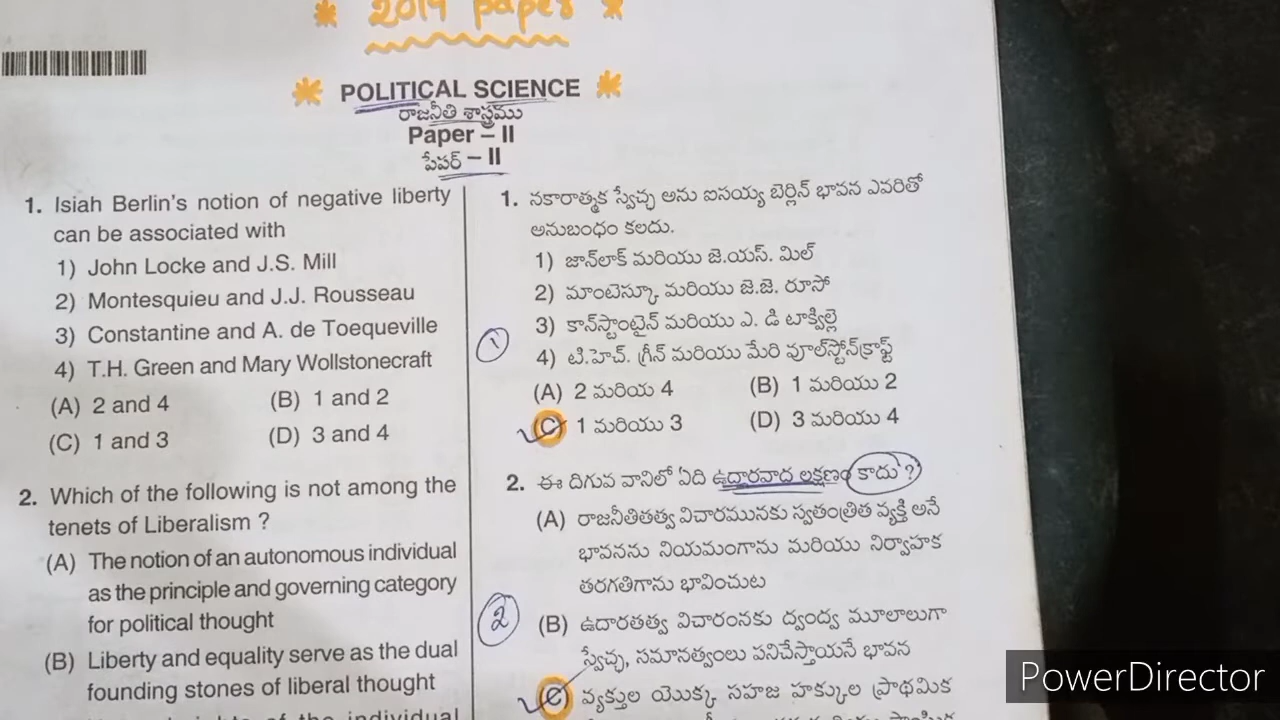 2019 paper
POLITICAL SCIENCE
రాజనీతి శాస్త్రము
Paper – II
పేపర్ – II
1. Isiah Berlin's notion of negative liberty
can be associated with
1) John Locke and J.S. Mill
2) Montesquieu and J.J. Rousseau
3) Constantine and A. de Toequeville
4) T.H. Green and Mary Wollstonecraft
(A) 2 and 4 (B) 1 and 2
(C) 1 and 3 (D) 3 and 4
2. Which of the following is not among the
tenets of Liberalism ?
(A) The notion of an autonomous individual
as the principle and governing category
for political thought
(B) Liberty and equality serve as the dual
founding stones of liberal thought
of the individual
1. నకారాత్మక స్వేచ్ఛ అను ఐసయ్య బెర్లిన్ భావన ఎవరితో
అనుబంధం కలదు.
1) జాన్‌లాక్ మరియు జె.యస్. మిల్
2) మాంటెస్క్యూ మరియు జె.జె. రూసో
3) కాన్‌స్టాంటైన్ మరియు ఎ. డి టాక్విల్లె
4) టి.హెచ్. గ్రీన్ మరియు మేరి వూల్‌స్టోన్‌క్రాఫ్ట్
(A) 2 మరియ 4 (B) 1 మరియు 2
(C) 1 మరియు 3 (D) 3 మరియు 4
1
2. ఈ దిగువ వానిలో ఏది ఉద్దారవాద లక్షణం కాదు ?
(A) రాజనీతితత్వ విచారమునకు స్వతంత్రిత వ్యక్తి అనే
భావనను నియమంగాను మరియు నిర్వాహక
తరగతిగాను భావించుట
2
(B) ఉదారతత్వ విచారంనకు ద్వంద్వ మూలాలుగా
స్వేచ్ఛ, సమానత్వంలు పనిచేస్తాయనే భావన
(C) వ్యక్తుల యొక్క సహజ హక్కుల ప్రాథమిక
PowerDirector